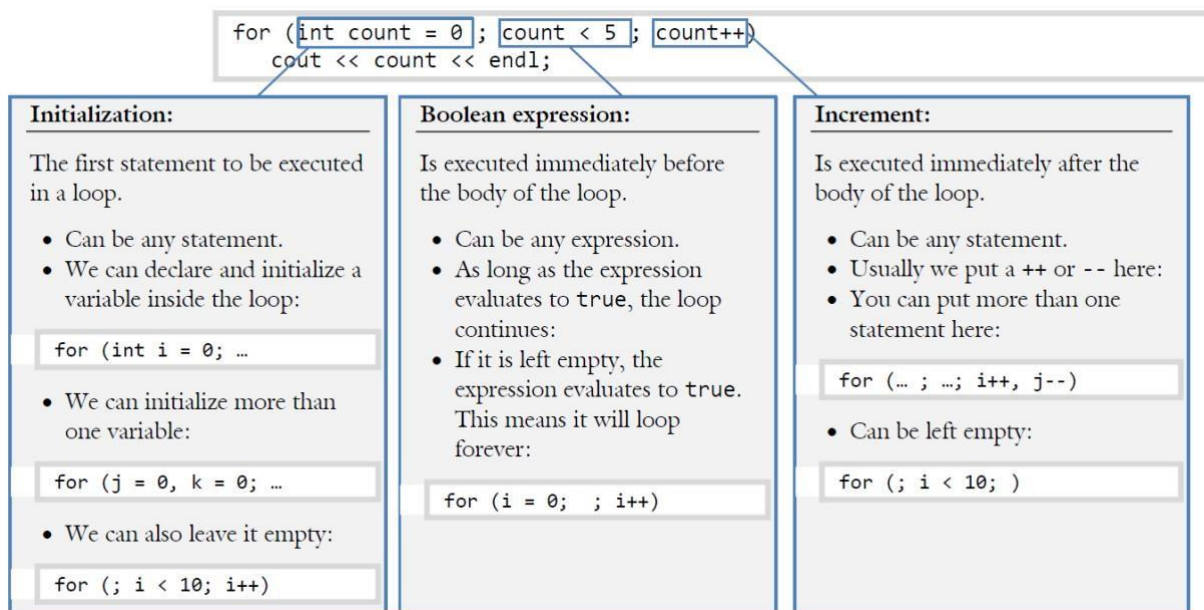 for (int count = 0 ; count < 5 ; count++)
cout << count << endl;
Initialization:
The first statement to be executed
in a loop.
• Can be any statement.
• We can declare and initialize a
variable inside the loop:
for (int i = 0; …
• We can initialize more than
one variable:
for (j = 0, k = 0; …
• We can also leave it empty:
for (; i < 10; i++)
Boolean expression:
Is executed immediately before
the body of the loop.
• Can be any expression.
• As long as the expression
evaluates to true, the loop
continues:
• If it is left empty, the
expression evaluates to true.
This means it will loop
forever:
for (i = 0;  ; i++)
Increment:
Is executed immediately after the
body of the loop.
• Can be any statement.
• Usually we put a ++ or -- here:
• You can put more than one
statement here:
for (… ; …; i++, j--)
• Can be left empty:
for (; i < 10; )